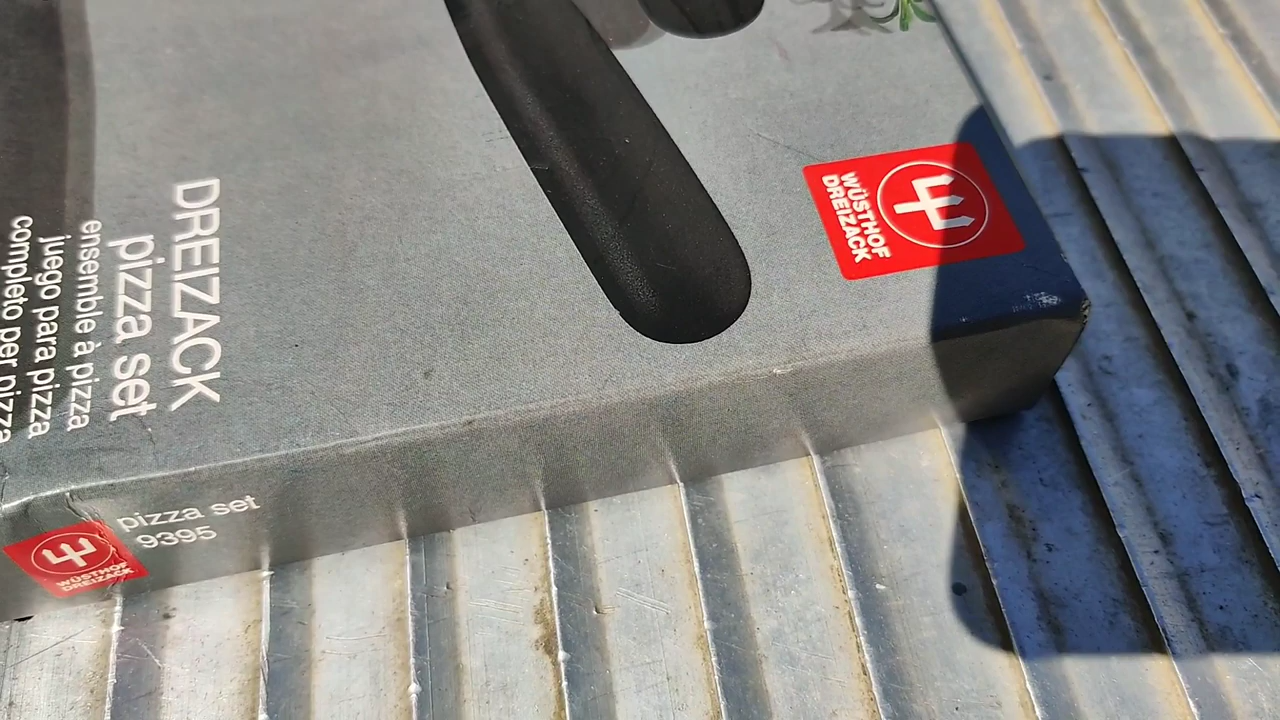 DREIZACK
pizza set
ensemble à pizza
juego para pizza
completo per pizza
WÜSTHOF
DREIZACK
pizza set
9395
WÜSTHOF
DREIZACK